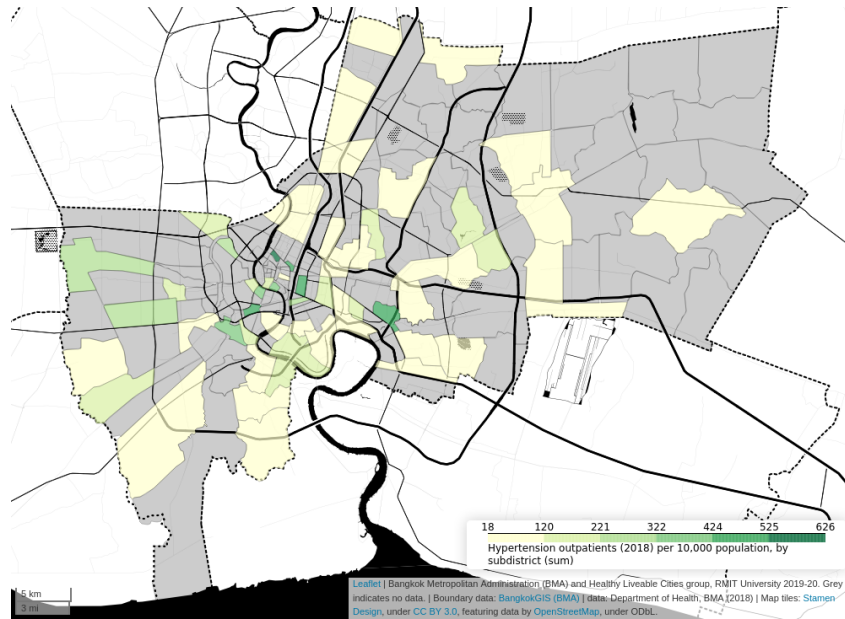 18 120 221 322 424 525 626
Hypertension outpatients (2018) per 10,000 population, by
subdistrict (sum)
5 km
3 mi
Leaflet | Bangkok Metropolitan Administration (BMA) and Healthy Liveable Cities group, RMIT University 2019-20. Grey
indicates no data. | Boundary data: BangkokGIS (BMA) | data: Department of Health, BMA (2018) | Map tiles: Stamen
Design, under CC BY 3.0, featuring data by OpenStreetMap, under ODbL.